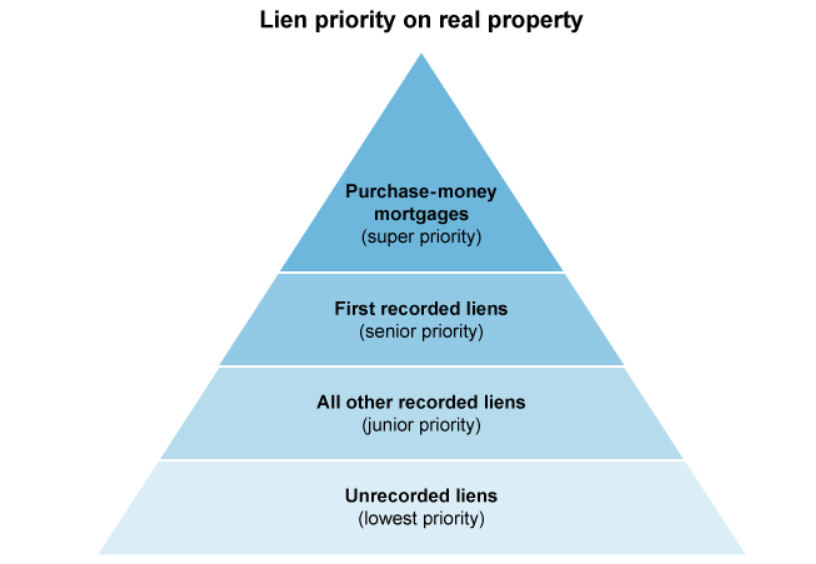 Lien priority on real property
Purchase-money
mortgages
(super priority)
First recorded liens
(senior priority)
All other recorded liens
(junior priority)
Unrecorded liens
(lowest priority)